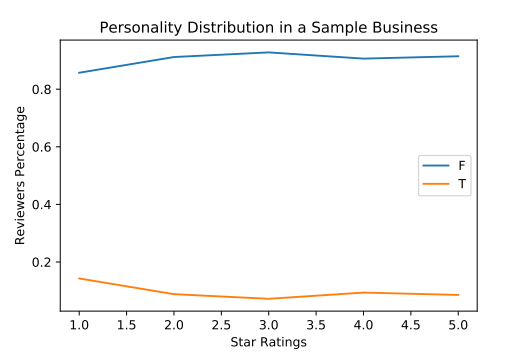 Personality Distribution in a Sample Business
Reviewers Percentage
0.8
0.6
0.4
0.2
F
T
1.0 1.5 2.0 2.5 3.0 3.5 4.0 4.5 5.0
Star Ratings